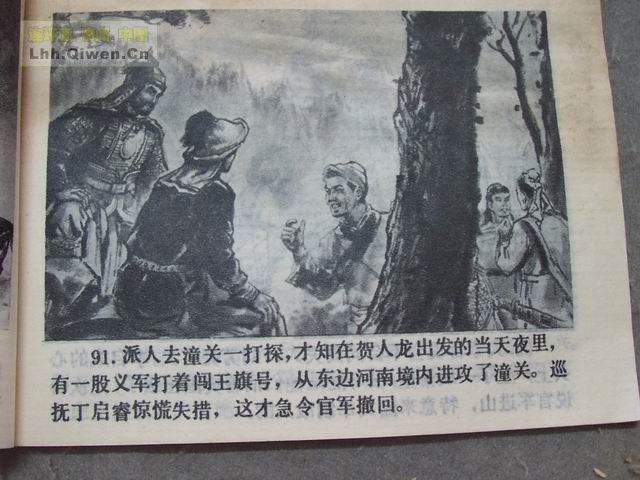 连环画·奇闻.中国
Lhh.Qiwen.Cn
91. 派人去潼关一打探，才知在贺人龙出发的当天夜里，
有一股义军打着闯王旗号，从东边河南境内进攻了潼关。巡
抚丁启睿惊慌失措，这才急令官军撤回。